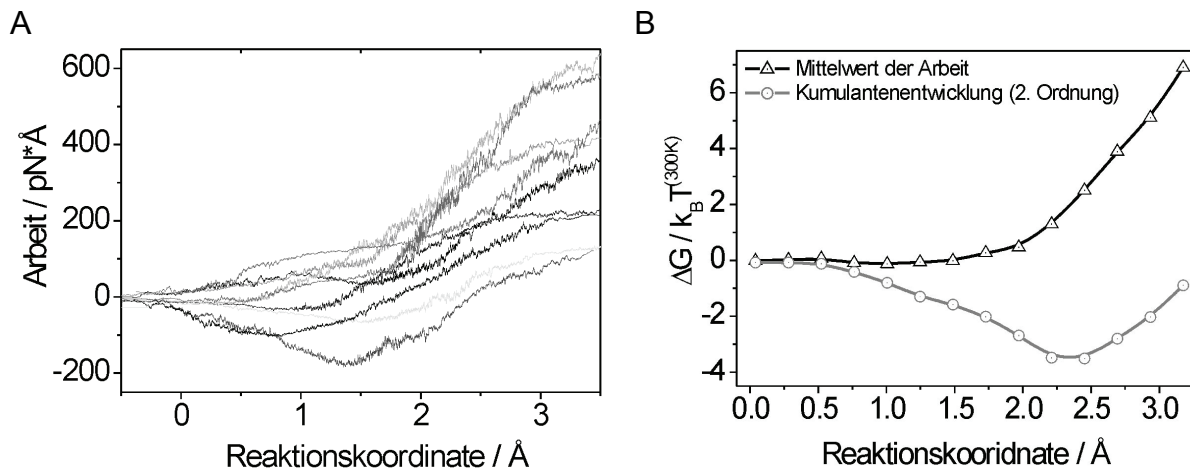 A
Arbeit / pN*Å
600
400
200
0
-200
0 1 2 3
Reaktionskoordinate / Å
B
Mittelwert der Arbeit
Kumulantenentwicklung (2. Ordnung)
ΔG / k_BT^(300K)
6
4
2
0
-2
-4
0.0 0.5 1.0 1.5 2.0 2.5 3.0
Reaktionskooridnate / Å